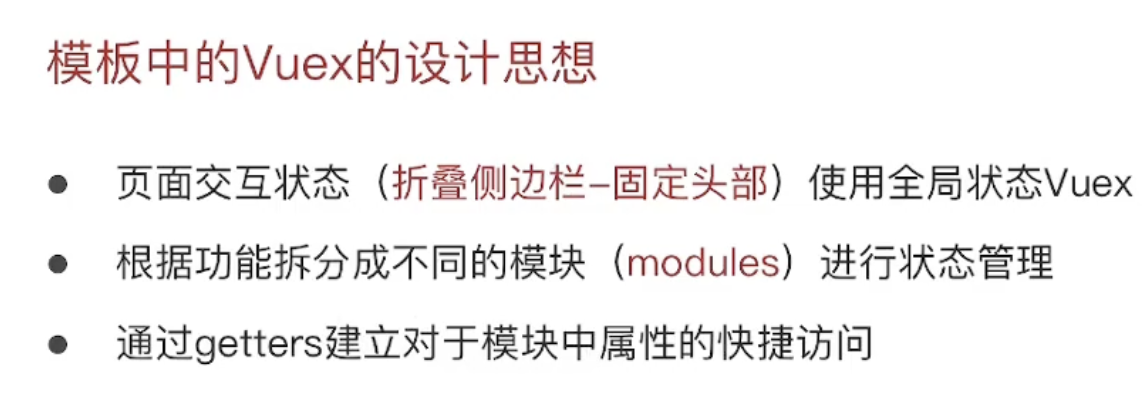 模板中的Vuex的设计思想
● 页面交互状态（折叠侧边栏-固定头部）使用全局状态Vuex
● 根据功能拆分成不同的模块（modules）进行状态管理
● 通过getters建立对于模块中属性的快捷访问